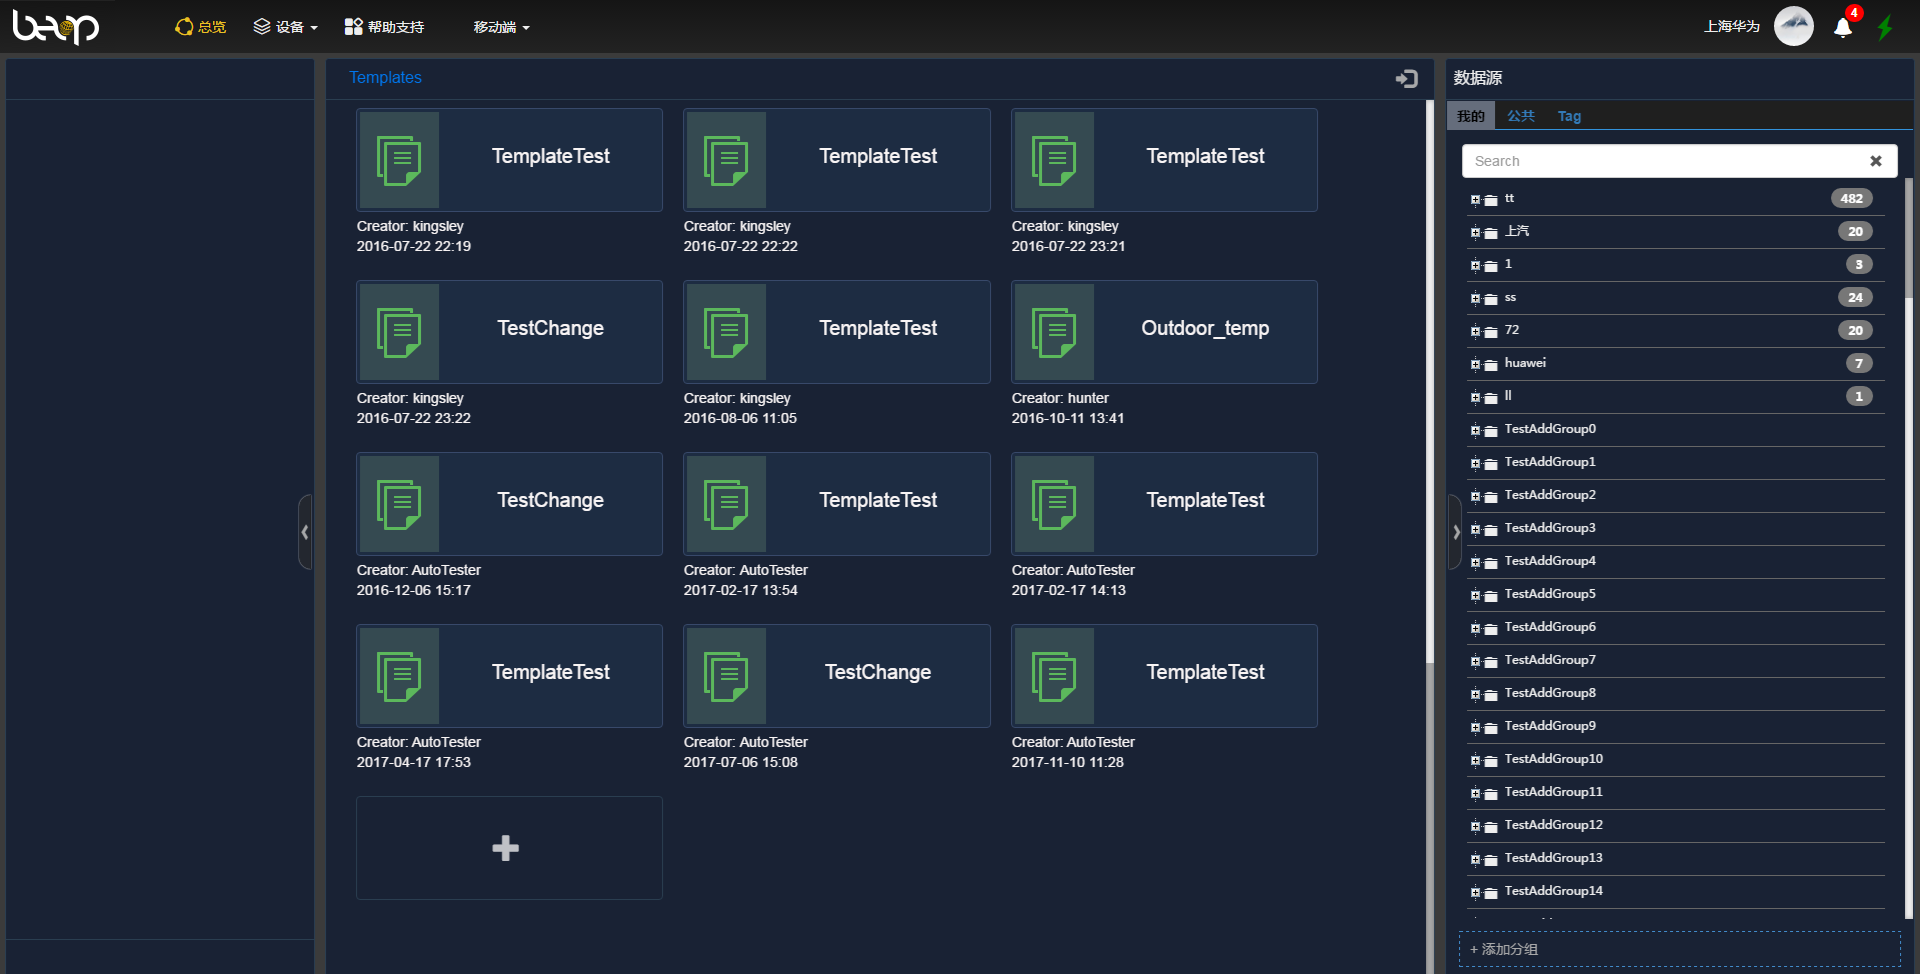 beop
总览
设备
帮助支持
移动端
上海华为
4
Templates
TemplateTest
Creator: kingsley
2016-07-22 22:19
TemplateTest
Creator: kingsley
2016-07-22 22:22
TemplateTest
Creator: kingsley
2016-07-22 23:21
TestChange
Creator: kingsley
2016-07-22 23:22
TemplateTest
Creator: kingsley
2016-08-06 11:05
Outdoor_temp
Creator: hunter
2016-10-11 13:41
TestChange
Creator: AutoTester
2016-12-06 15:17
TemplateTest
Creator: AutoTester
2017-02-17 13:54
TemplateTest
Creator: AutoTester
2017-02-17 14:13
TemplateTest
Creator: AutoTester
2017-04-17 17:53
TestChange
Creator: AutoTester
2017-07-06 15:08
TemplateTest
Creator: AutoTester
2017-11-10 11:28
数据源
我的 公共 Tag
Search
tt 482
上汽 20
1 3
ss 24
72 20
huawei 7
ll 1
TestAddGroup0
TestAddGroup1
TestAddGroup2
TestAddGroup3
TestAddGroup4
TestAddGroup5
TestAddGroup6
TestAddGroup7
TestAddGroup8
TestAddGroup9
TestAddGroup10
TestAddGroup11
TestAddGroup12
TestAddGroup13
TestAddGroup14
+ 添加分组